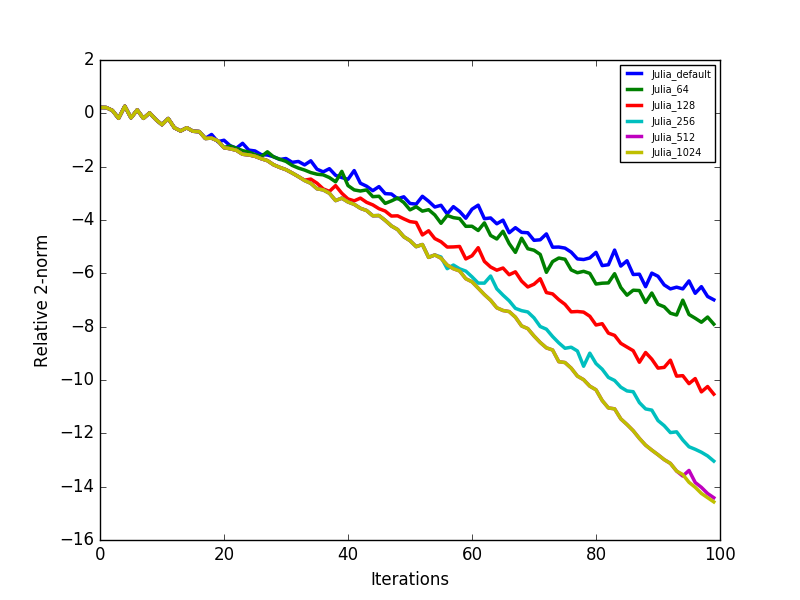 2
0
−2
−4
−6
−8
−10
−12
−14
−16
0 20 40 60 80 100
Relative 2-norm
Iterations
Julia_default
Julia_64
Julia_128
Julia_256
Julia_512
Julia_1024